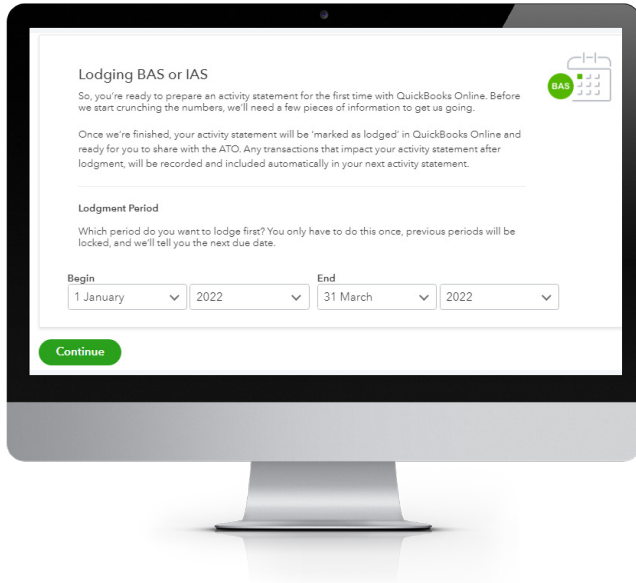 Lodging BAS or IAS
BAS
So, you're ready to prepare an activity statement for the first time with QuickBooks Online. Before
we start crunching the numbers, we'll need a few pieces of information to get us going.
Once we're finished, your activity statement will be 'marked as lodged' in QuickBooks Online and
ready for you to share with the ATO. Any transactions that impact your activity statement after
lodgment, will be recorded and included automatically in your next activity statement.
Lodgment Period
Which period do you want to lodge first? You only have to do this once, previous periods will be
locked, and we'll tell you the next due date.
Begin End
1 January 2022 31 March 2022
Continue